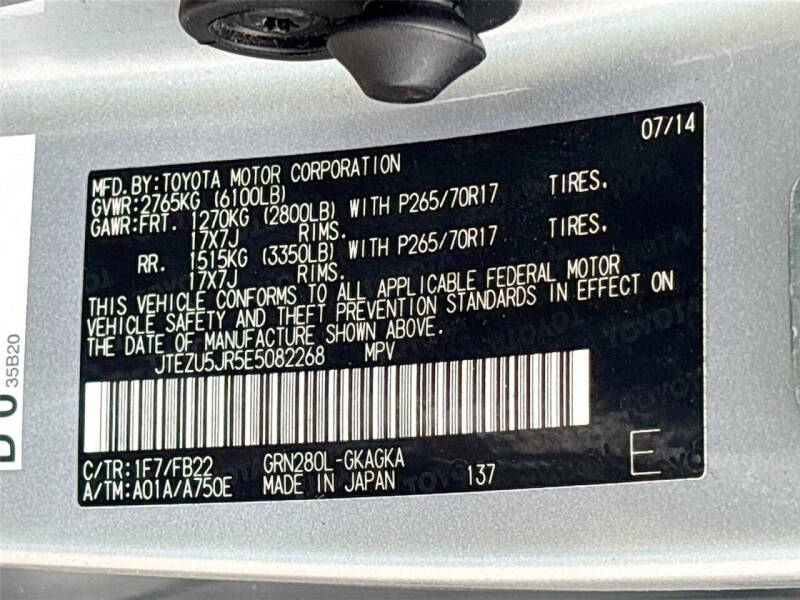 07/14
MFD. BY: TOYOTA MOTOR CORPORATION
GVWR: 2765KG (6100LB)
GAWR: FRT. 1270KG (2800LB) WITH P265/70R17 TIRES,
17X7J RIMS.
RR. 1515KG (3350LB) WITH P265/70R17 TIRES,
17X7J RIMS.
THIS VEHICLE CONFORMS TO ALL APPLICABLE FEDERAL MOTOR
VEHICLE SAFETY AND THEFT PREVENTION STANDARDS IN EFFECT ON
THE DATE OF MANUFACTURE SHOWN ABOVE.
JTEZU5JR5E5082268 MPV
C/TR: 1F7/FB22 GRN280L-GKAGKA
A/TM: A01A/A750E MADE IN JAPAN 137 E
35B20